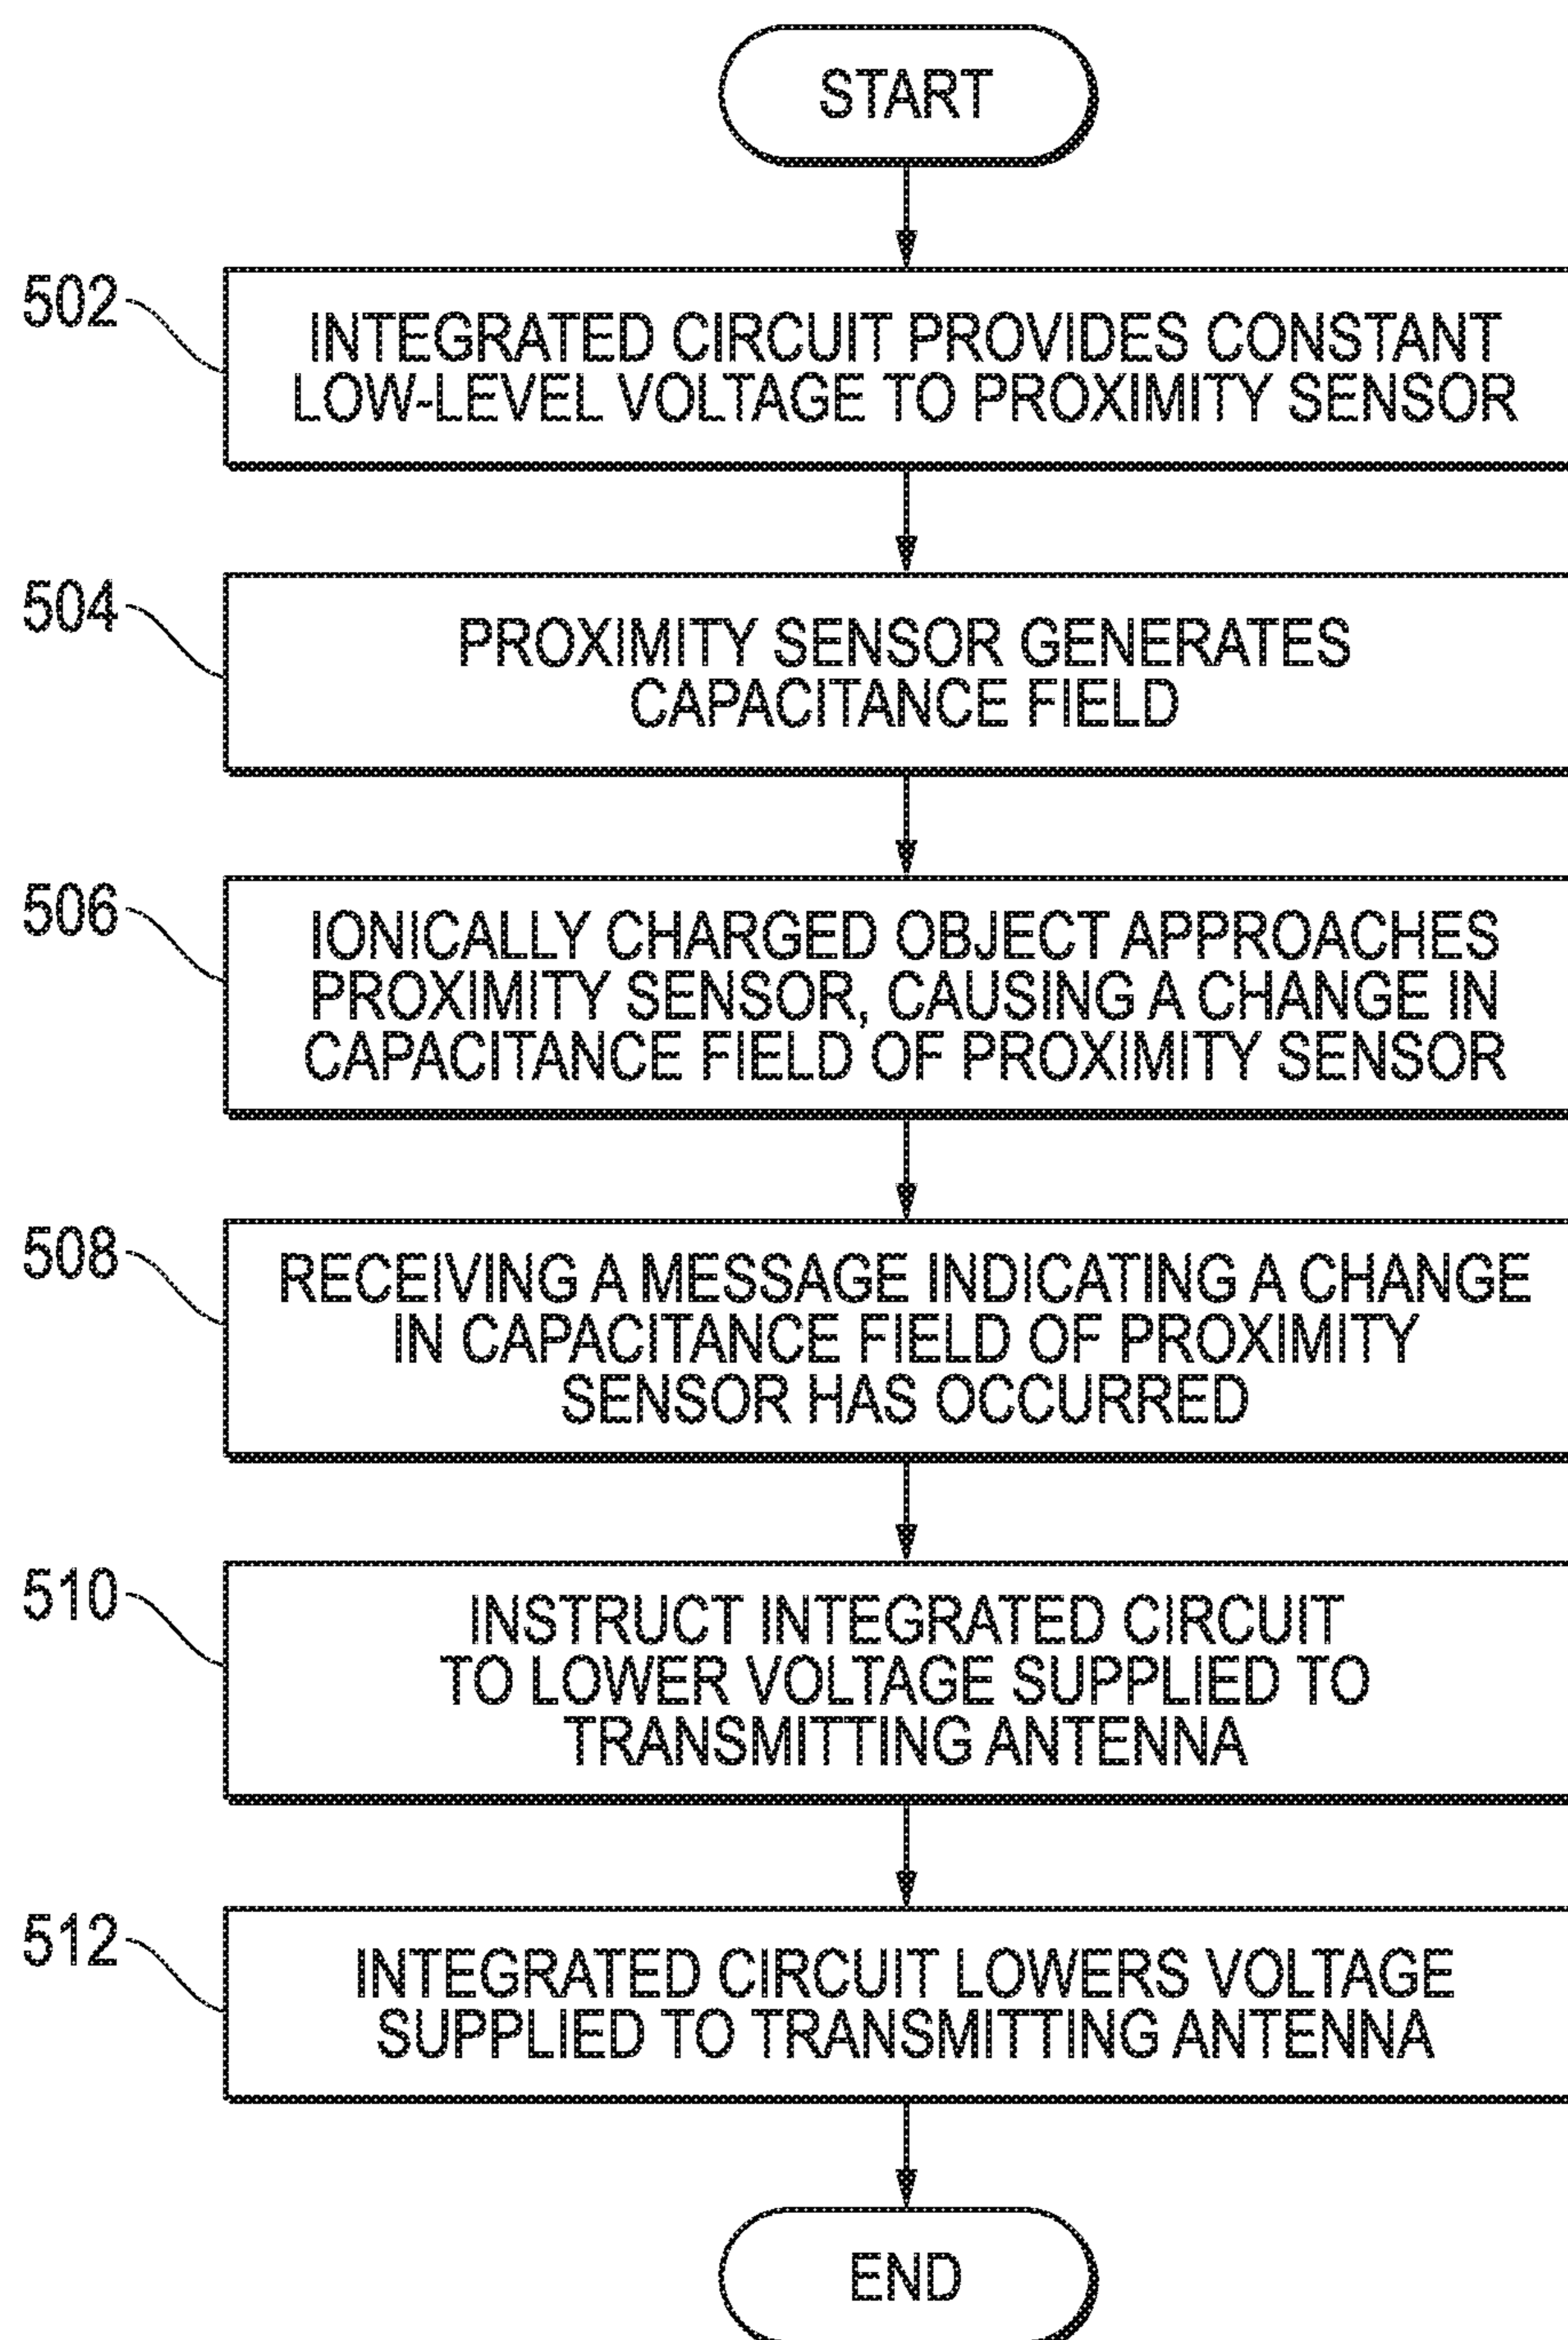 START
502
INTEGRATED CIRCUIT PROVIDES CONSTANT
LOW-LEVEL VOLTAGE TO PROXIMITY SENSOR
504
PROXIMITY SENSOR GENERATES
CAPACITANCE FIELD
506
IONICALLY CHARGED OBJECT APPROACHES
PROXIMITY SENSOR, CAUSING A CHANGE IN
CAPACITANCE FIELD OF PROXIMITY SENSOR
508
RECEIVING A MESSAGE INDICATING A CHANGE
IN CAPACITANCE FIELD OF PROXIMITY
SENSOR HAS OCCURRED
510
INSTRUCT INTEGRATED CIRCUIT
TO LOWER VOLTAGE SUPPLIED TO
TRANSMITTING ANTENNA
512
INTEGRATED CIRCUIT LOWERS VOLTAGE
SUPPLIED TO TRANSMITTING ANTENNA
END